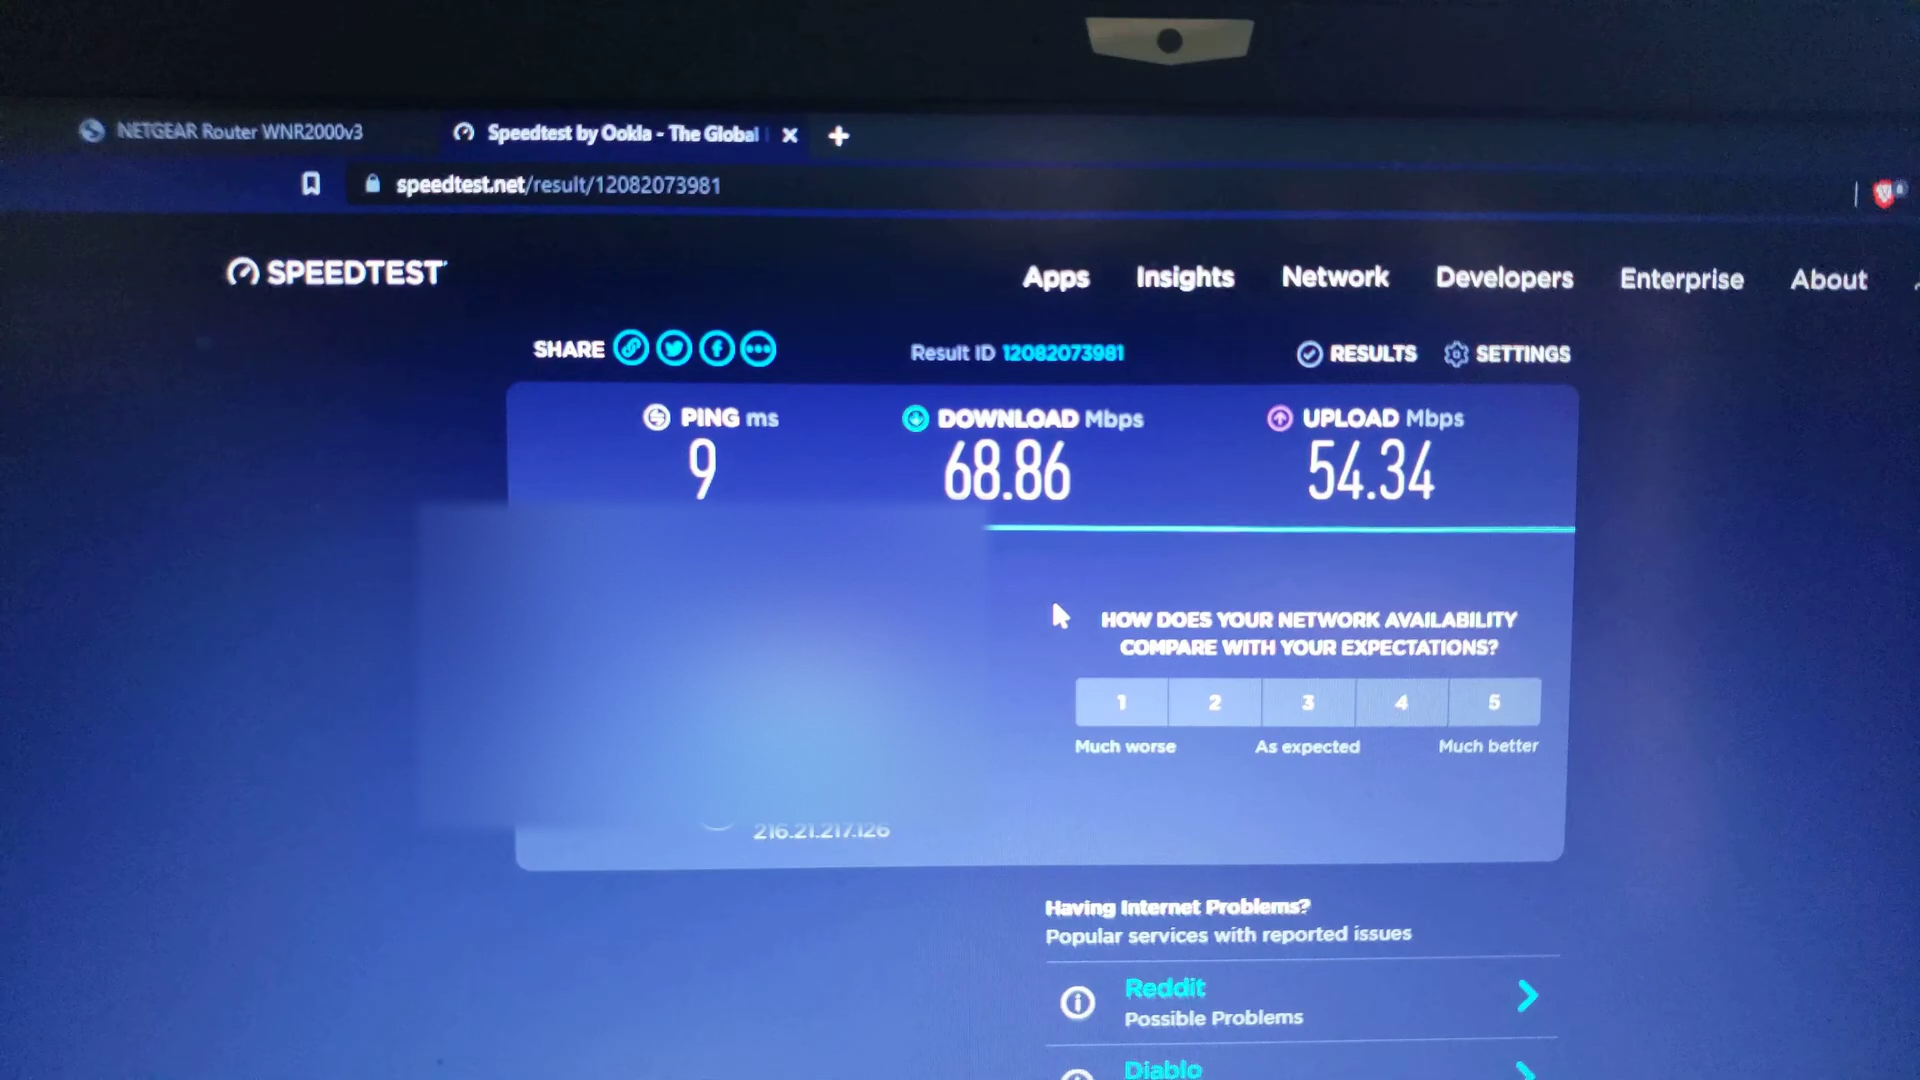 NETGEAR Router WNR2000v3
Speedtest by Ookla - The Global
speedtest.net/result/12082073981
SPEEDTEST
Apps Insights Network Developers Enterprise About
SHARE
Result ID 12082073981
RESULTS SETTINGS
PING ms
9
DOWNLOAD Mbps
68.86
UPLOAD Mbps
54.34
HOW DOES YOUR NETWORK AVAILABILITY
COMPARE WITH YOUR EXPECTATIONS?
1 2 3 4 5
Much worse As expected Much better
216.21.217.126
Having Internet Problems?
Popular services with reported issues
Reddit
Possible Problems
Diablo